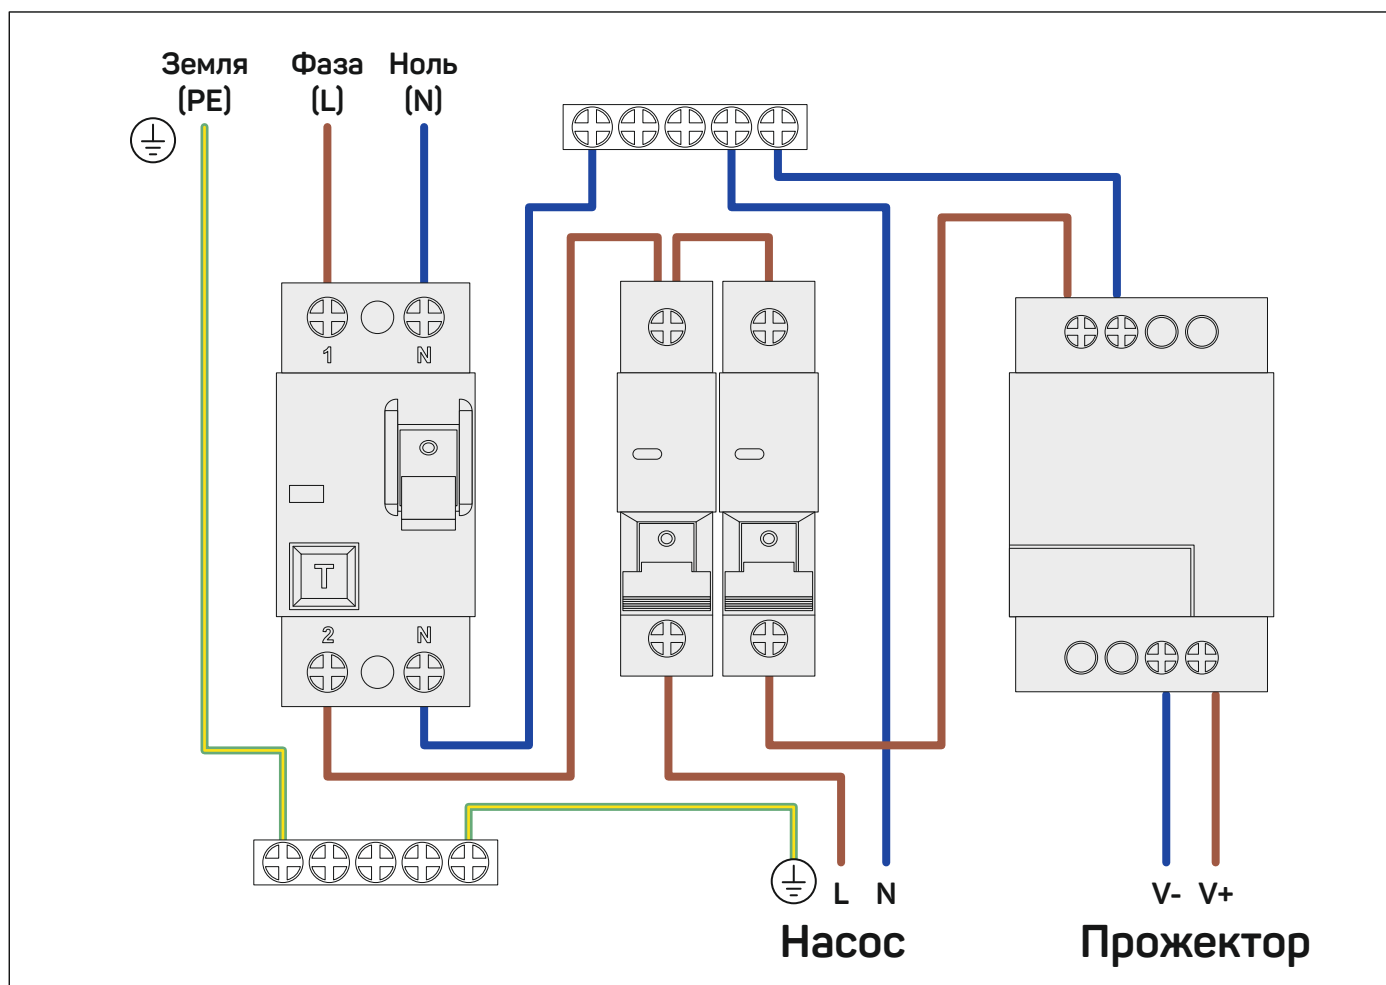 Земля
(PE)
Фаза
(L)
Ноль
(N)
1
N
T
2
N
L
N
Насос
V-
V+
Прожектор